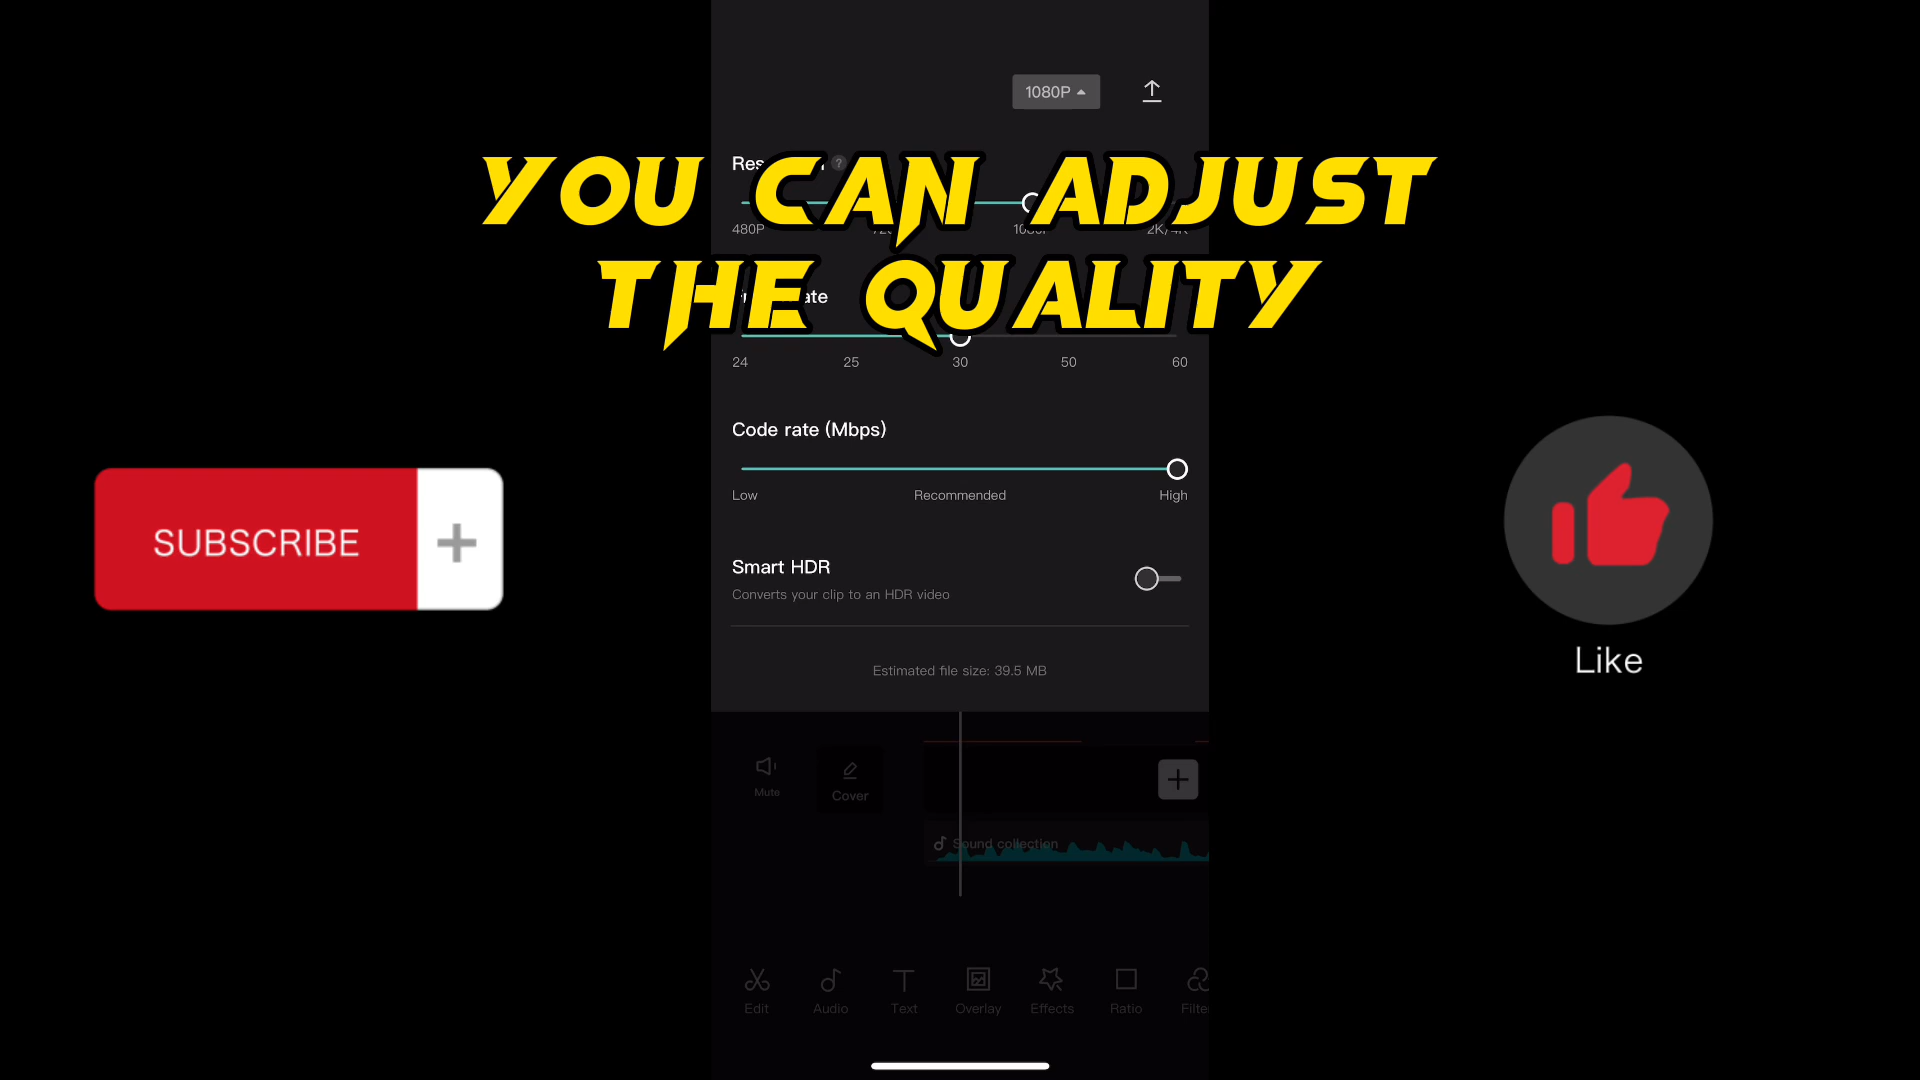 1080P
YOU CAN ADJUST
480P
THE QUALITY
24 25 30 50 60
Code rate (Mbps)
Low Recommended High
SUBSCRIBE
Smart HDR
Converts your clip to an HDR video
Like
Estimated file size: 39.5 MB
Mute
Cover
Sound collection
Edit Audio Text Overlay Effects Ratio